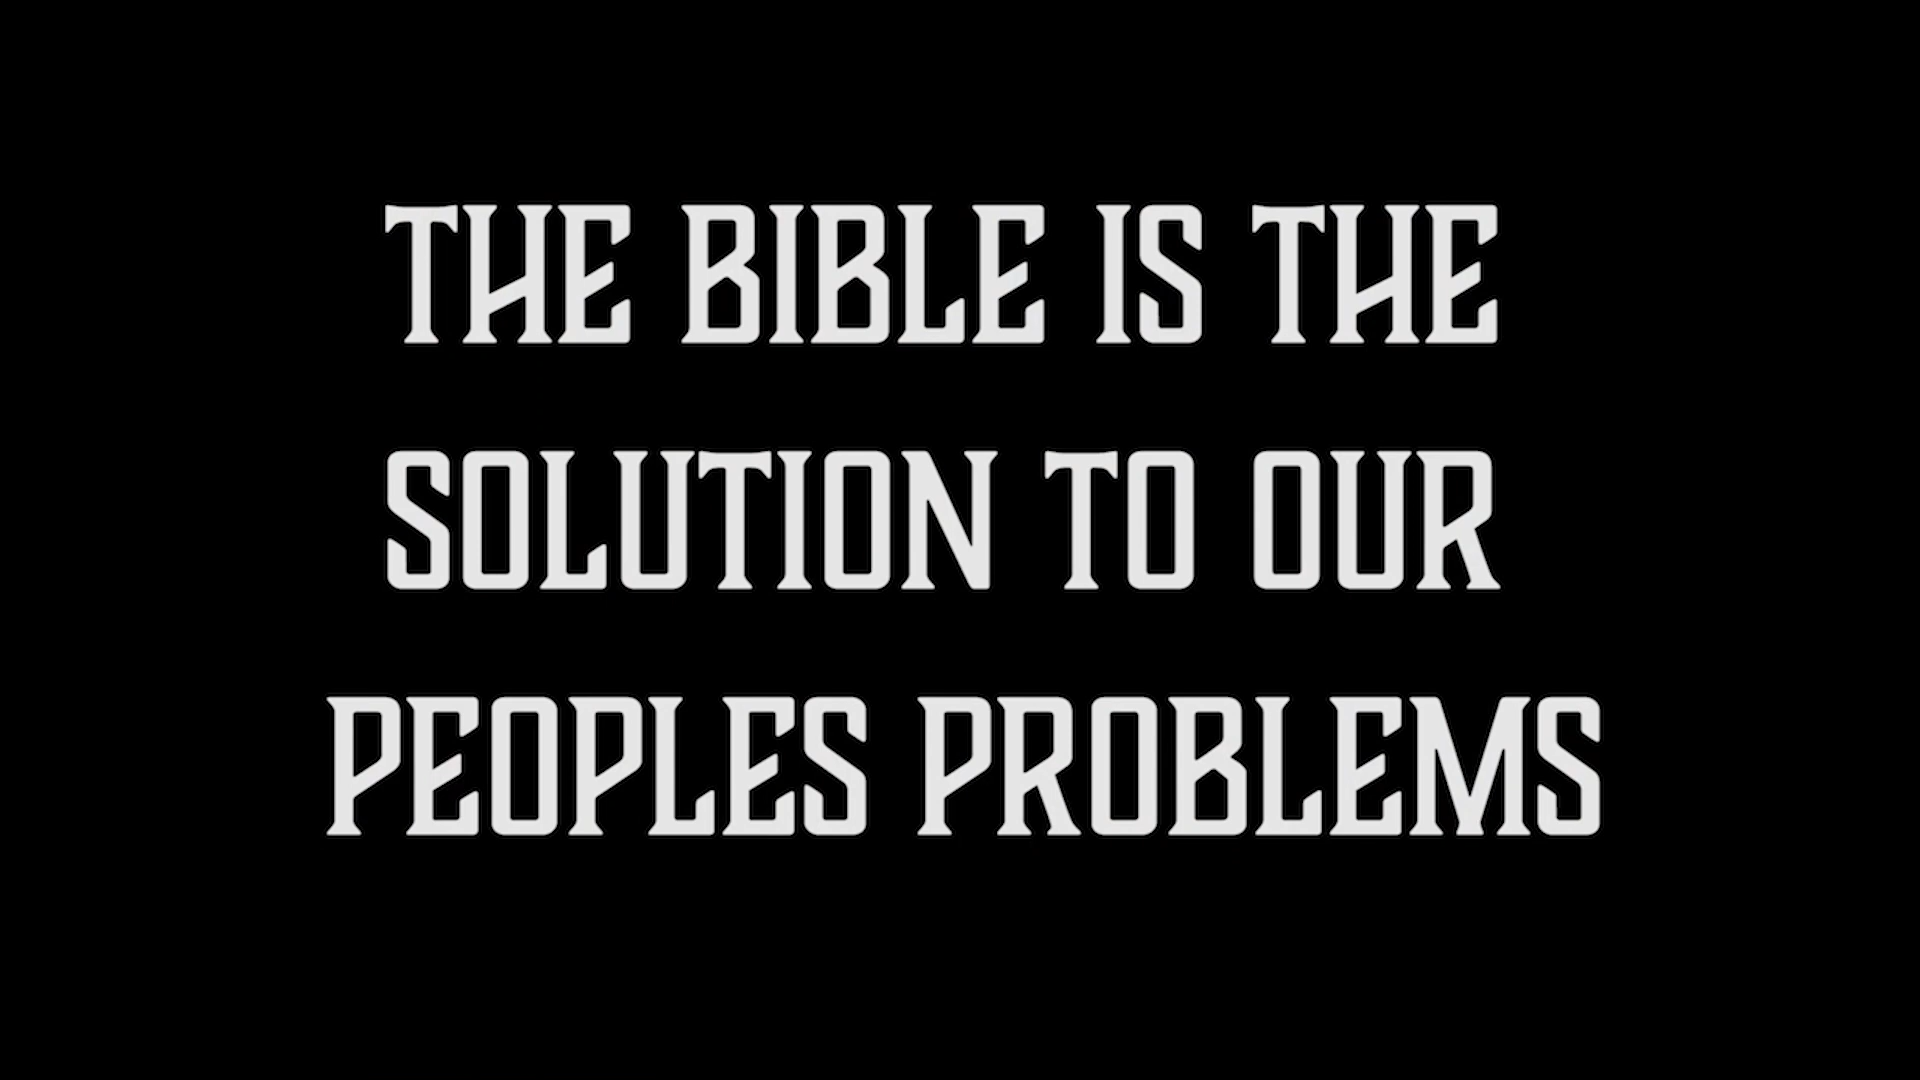 THE BIBLE IS THE
SOLUTION TO OUR
PEOPLES PROBLEMS